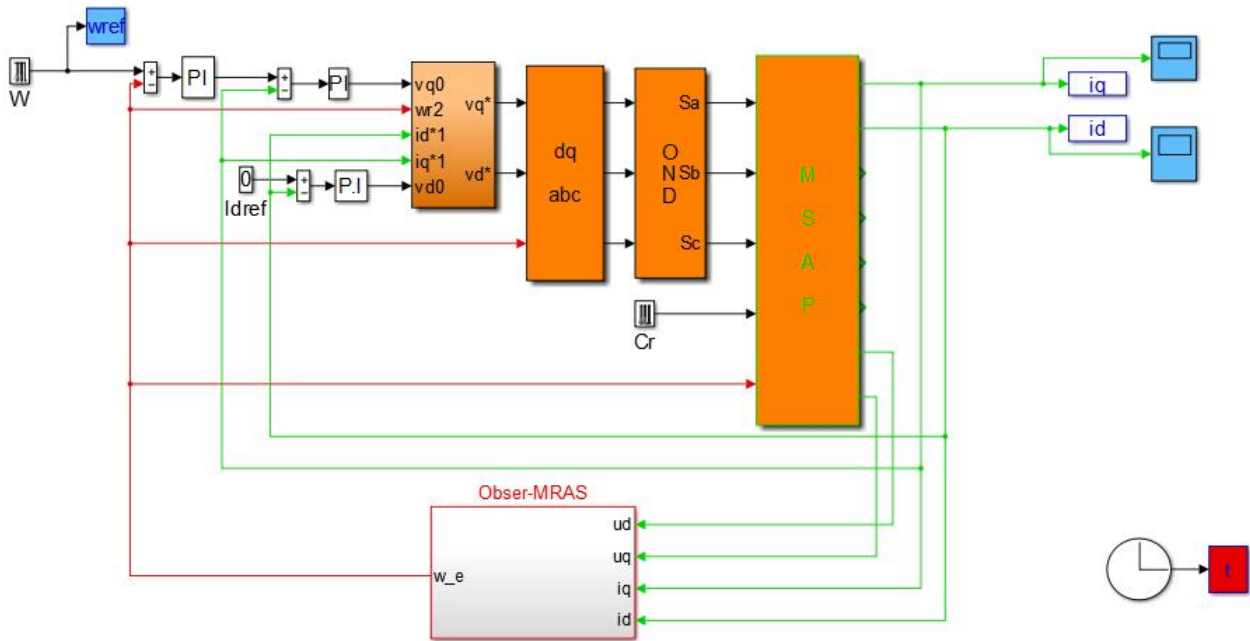 wref
W
+
−
PI
+
−
PI
vq0
wr2
id*1
iq*1
vd0
vq*
vd*
0
Idref
+
−
P.I
dq
abc
O
N
D
Sa
Sb
Sc
Cr
M
S
A
P
iq
id
Obser-MRAS
w_e
ud
uq
iq
id
t